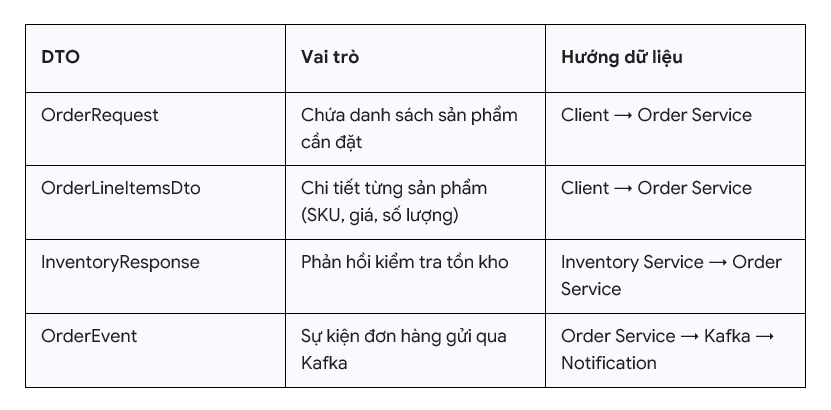 DTO
Vai trò
Hướng dữ liệu
OrderRequest
Chứa danh sách sản phẩm
cần đặt
Client → Order Service
OrderLineItemsDto
Chi tiết từng sản phẩm
(SKU, giá, số lượng)
Client → Order Service
InventoryResponse
Phản hồi kiểm tra tồn kho
Inventory Service → Order
Service
OrderEvent
Sự kiện đơn hàng gửi qua
Kafka
Order Service → Kafka →
Notification